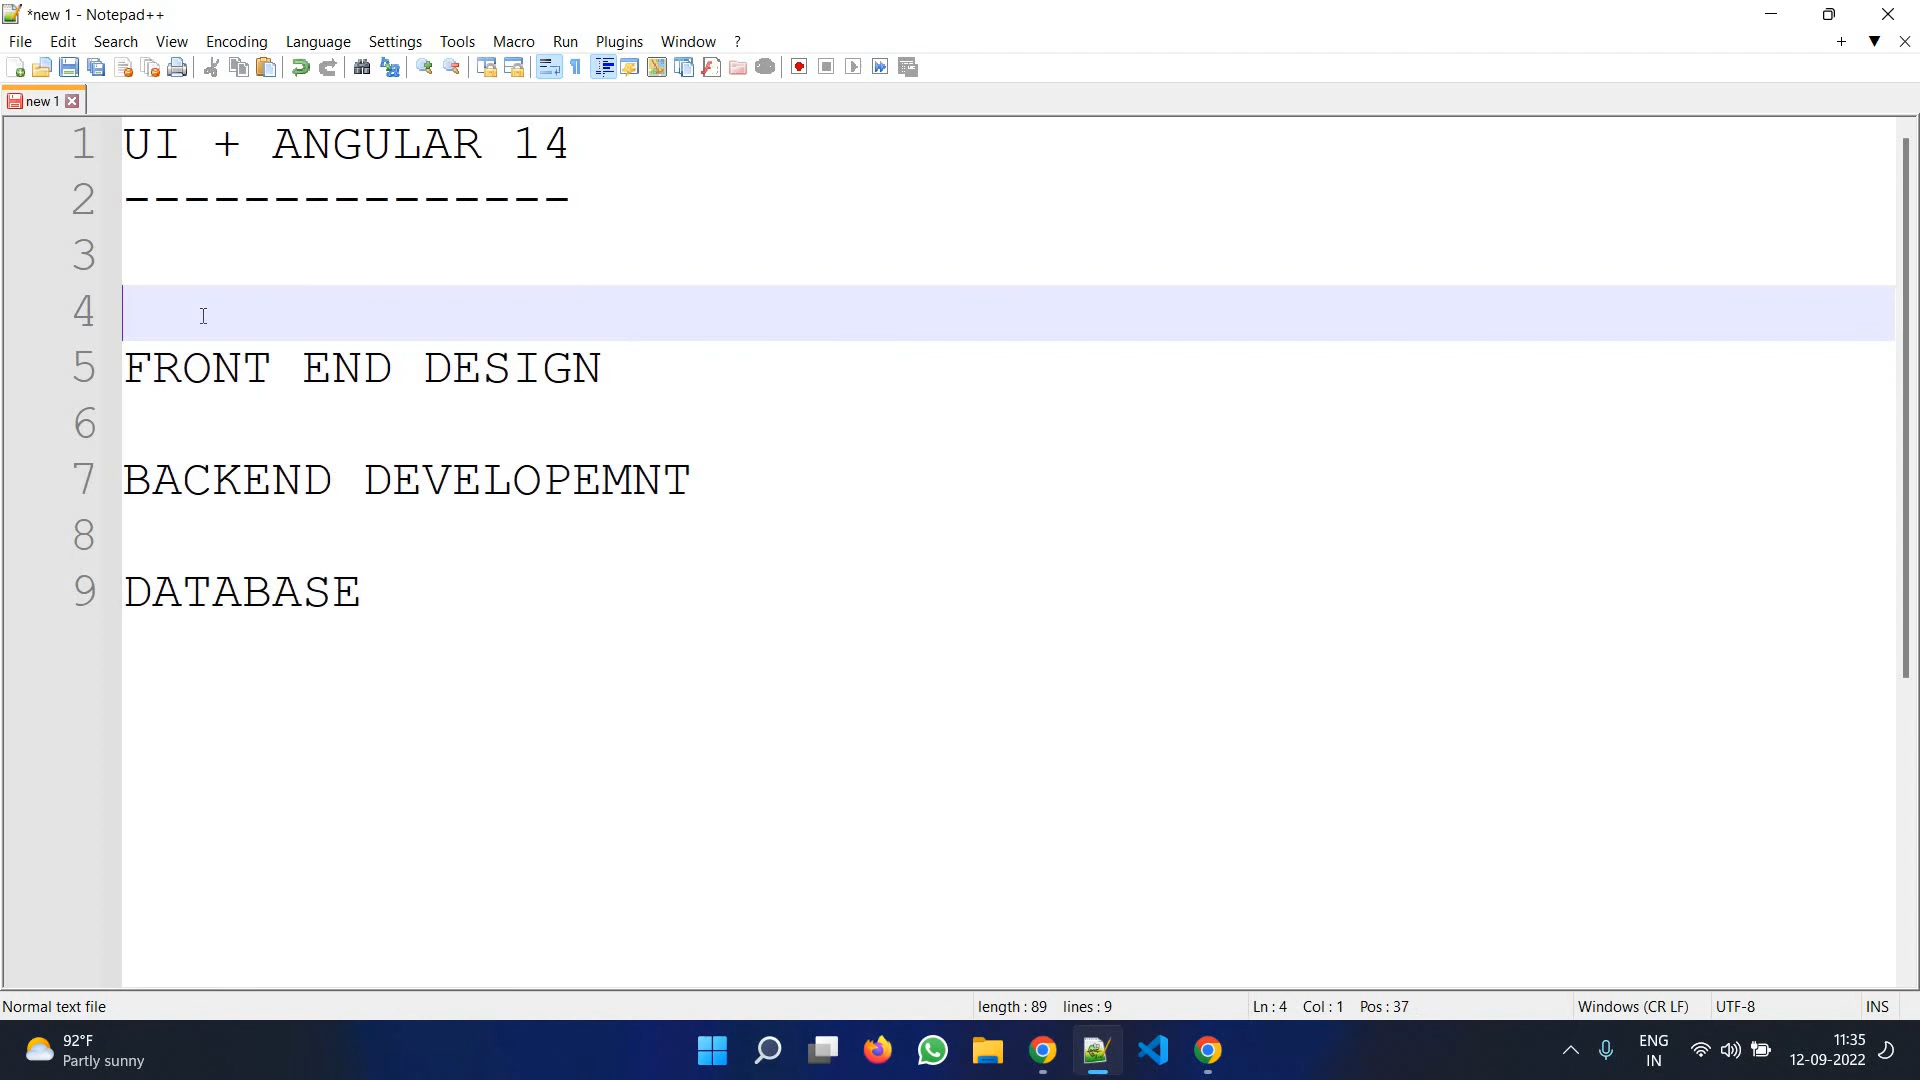 *new 1 - Notepad++
File Edit Search View Encoding Language Settings Tools Macro Run Plugins Window ?
new 1
1 UI + ANGULAR 14
2 ---------------
3
4
5 FRONT END DESIGN
6
7 BACKEND DEVELOPEMNT
8
9 DATABASE
Normal text file length : 89 lines : 9 Ln : 4 Col : 1 Pos : 37 Windows (CR LF) UTF-8 INS
92°F
Partly sunny
ENG
IN
11:35
12-09-2022